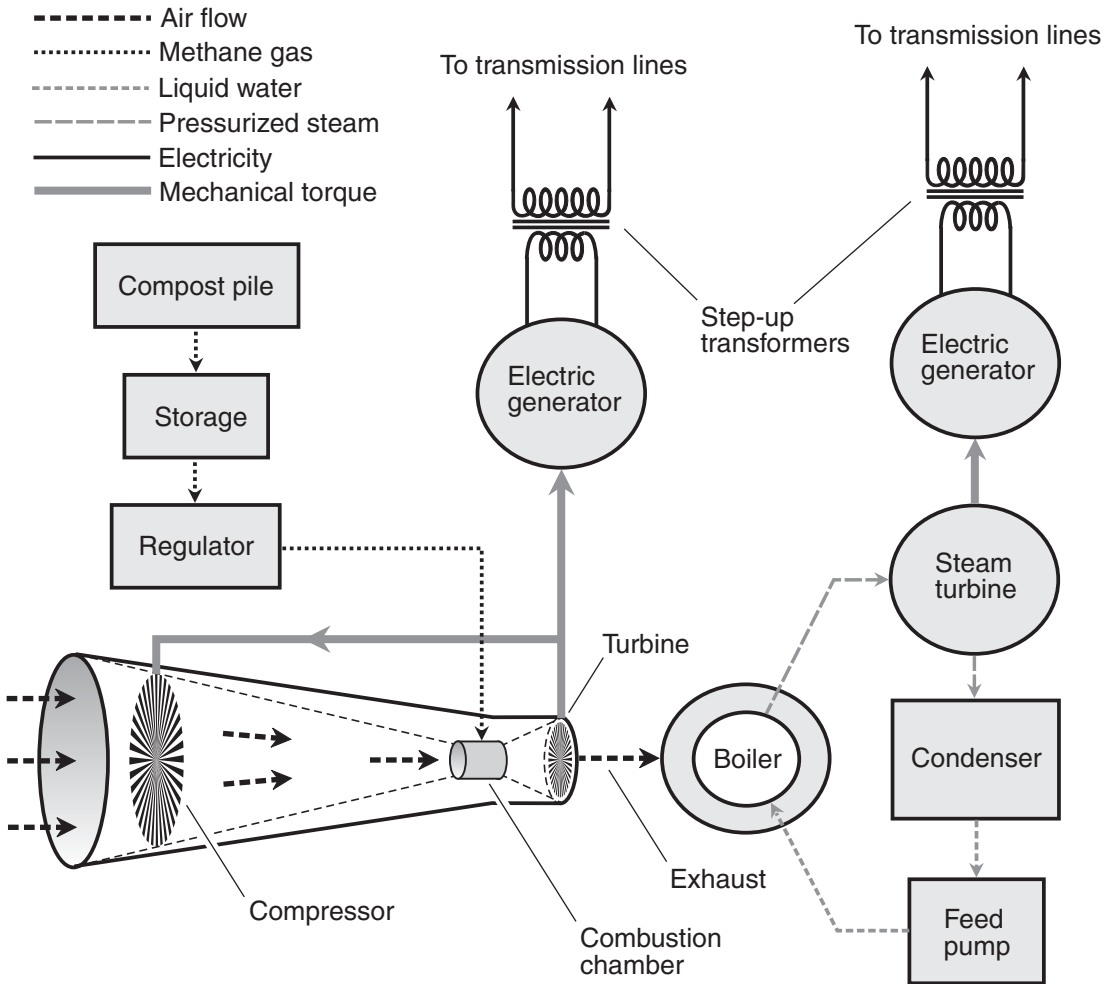 Air flow
Methane gas
Liquid water
Pressurized steam
Electricity
Mechanical torque
To transmission lines
To transmission lines
Step-up
transformers
Compost pile
Storage
Regulator
Electric
generator
Electric
generator
Steam
turbine
Turbine
Boiler
Condenser
Exhaust
Compressor
Combustion
chamber
Feed
pump